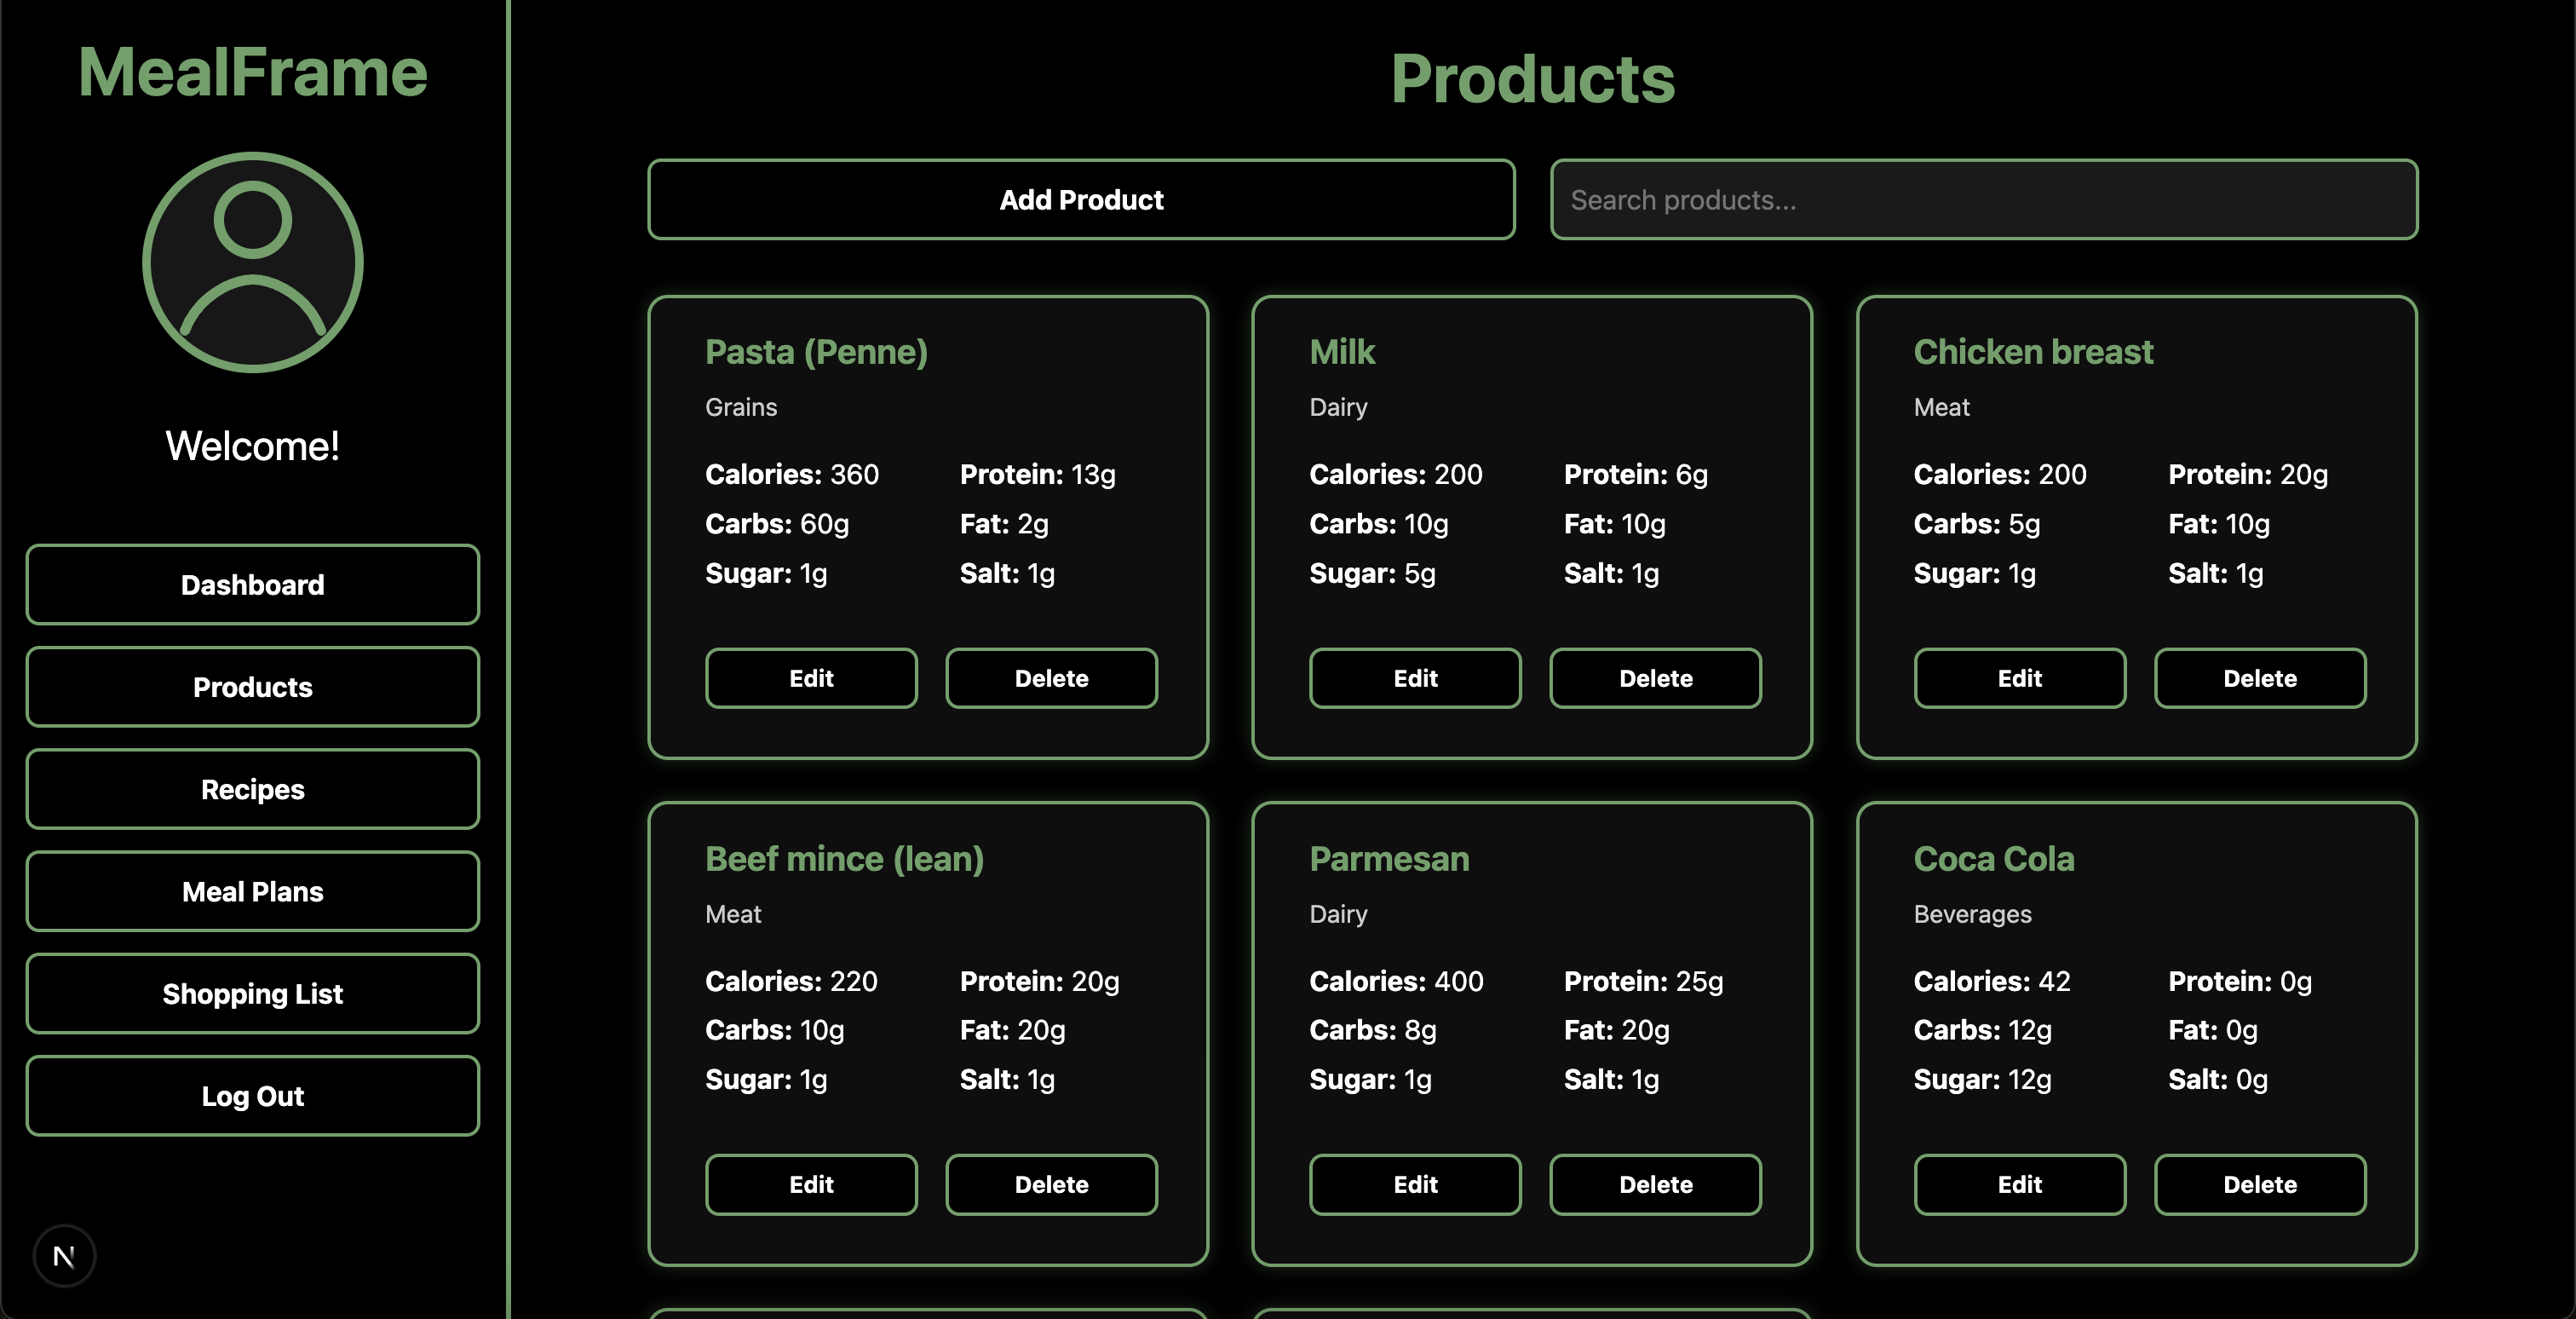 MealFrame
Welcome!
Dashboard
Products
Recipes
Meal Plans
Shopping List
Log Out
N
Products
Add Product
Search products...
Pasta (Penne)
Grains
Calories: 360 Protein: 13g
Carbs: 60g Fat: 2g
Sugar: 1g Salt: 1g
Edit Delete
Milk
Dairy
Calories: 200 Protein: 6g
Carbs: 10g Fat: 10g
Sugar: 5g Salt: 1g
Edit Delete
Chicken breast
Meat
Calories: 200 Protein: 20g
Carbs: 5g Fat: 10g
Sugar: 1g Salt: 1g
Edit Delete
Beef mince (lean)
Meat
Calories: 220 Protein: 20g
Carbs: 10g Fat: 20g
Sugar: 1g Salt: 1g
Edit Delete
Parmesan
Dairy
Calories: 400 Protein: 25g
Carbs: 8g Fat: 20g
Sugar: 1g Salt: 1g
Edit Delete
Coca Cola
Beverages
Calories: 42 Protein: 0g
Carbs: 12g Fat: 0g
Sugar: 12g Salt: 0g
Edit Delete